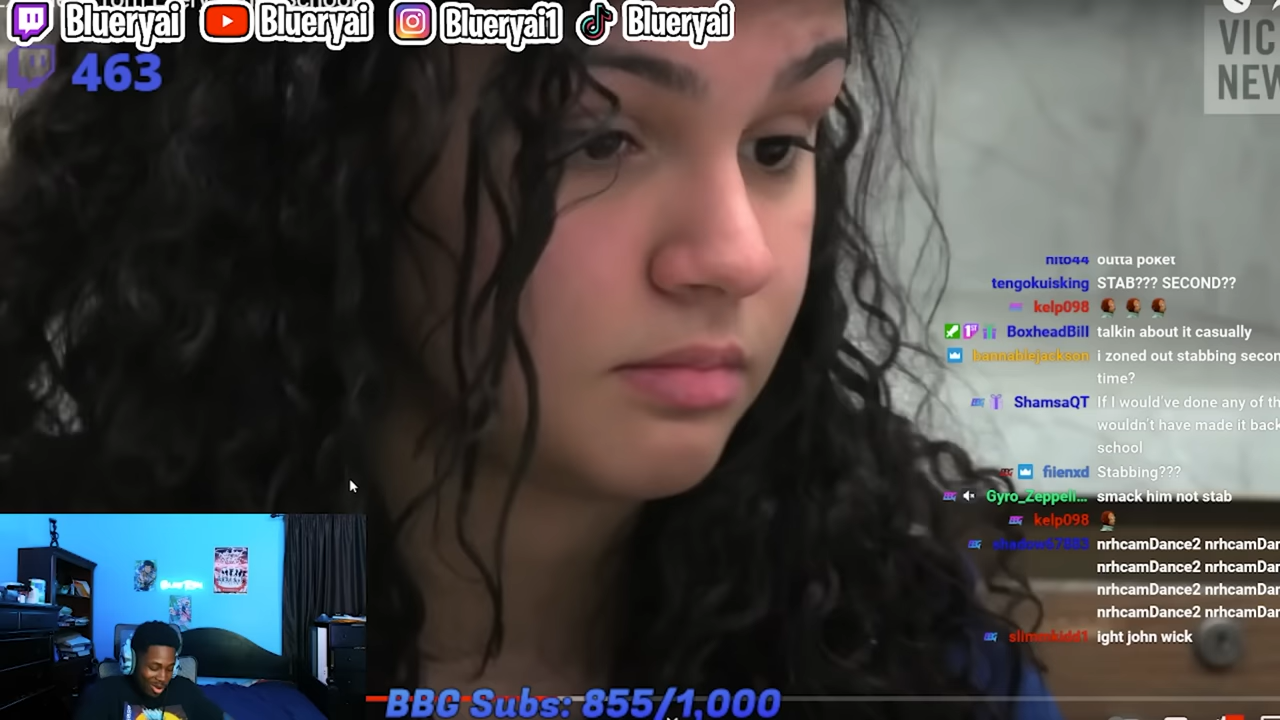 Blueryai Blueryai Blueryai1 Blueryai
463
VIC
NEW
nito44 outta poket
tengokuisking STAB??? SECOND??
kelp098
BoxheadBill talkin about it casually
hannahlejackson i zoned out stabbing secon
time?
ShamsaQT If I would've done any of th
wouldn't have made it back
school
filenxd Stabbing???
Gyro_Zeppeli... smack him not stab
kelp098
nrhcamDance2 nrhcamDar
nrhcamDance2 nrhcamDar
nrhcamDance2 nrhcamDar
nrhcamDance2 nrhcamDar
ight john wick
BBG Subs: 855/1,000